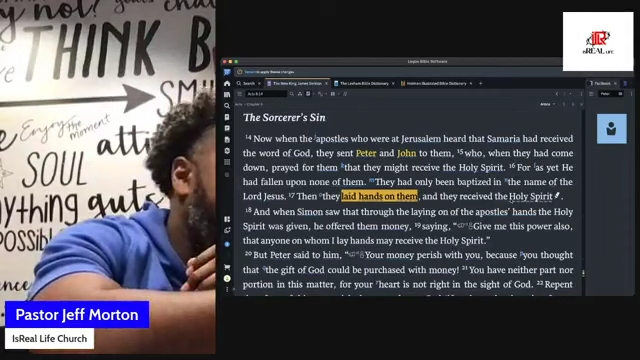 THINK B
SM
Enjoy the
moment
atti
SOUL
guts
Pastor Jeff Morton
IsReal Life Church
isREAL LIFE
Logos Bible Software
Search
The New King James Version
The Lexham Bible Dictionary
Holman Illustrated Bible Dictionary
Factbook
The Sorcerer's Sin
14 Now when the apostles who were at Jerusalem heard that Samaria had received
the word of God, they sent Peter and John to them, 15 who, when they had come
down, prayed for them that they might receive the Holy Spirit. 16 For as yet He
had fallen upon none of them. They had only been baptized in the name of the
Lord Jesus. 17 Then they laid hands on them, and they received the Holy Spirit.
18 And when Simon saw that through the laying on of the apostles' hands the Holy
Spirit was given, he offered them money, 19 saying, “Give me this power also,
that anyone on whom I lay hands may receive the Holy Spirit.”
20 But Peter said to him, “Your money perish with you, because you thought
that the gift of God could be purchased with money! 21 You have neither part nor
portion in this matter, for your heart is not right in the sight of God. 22 Repent